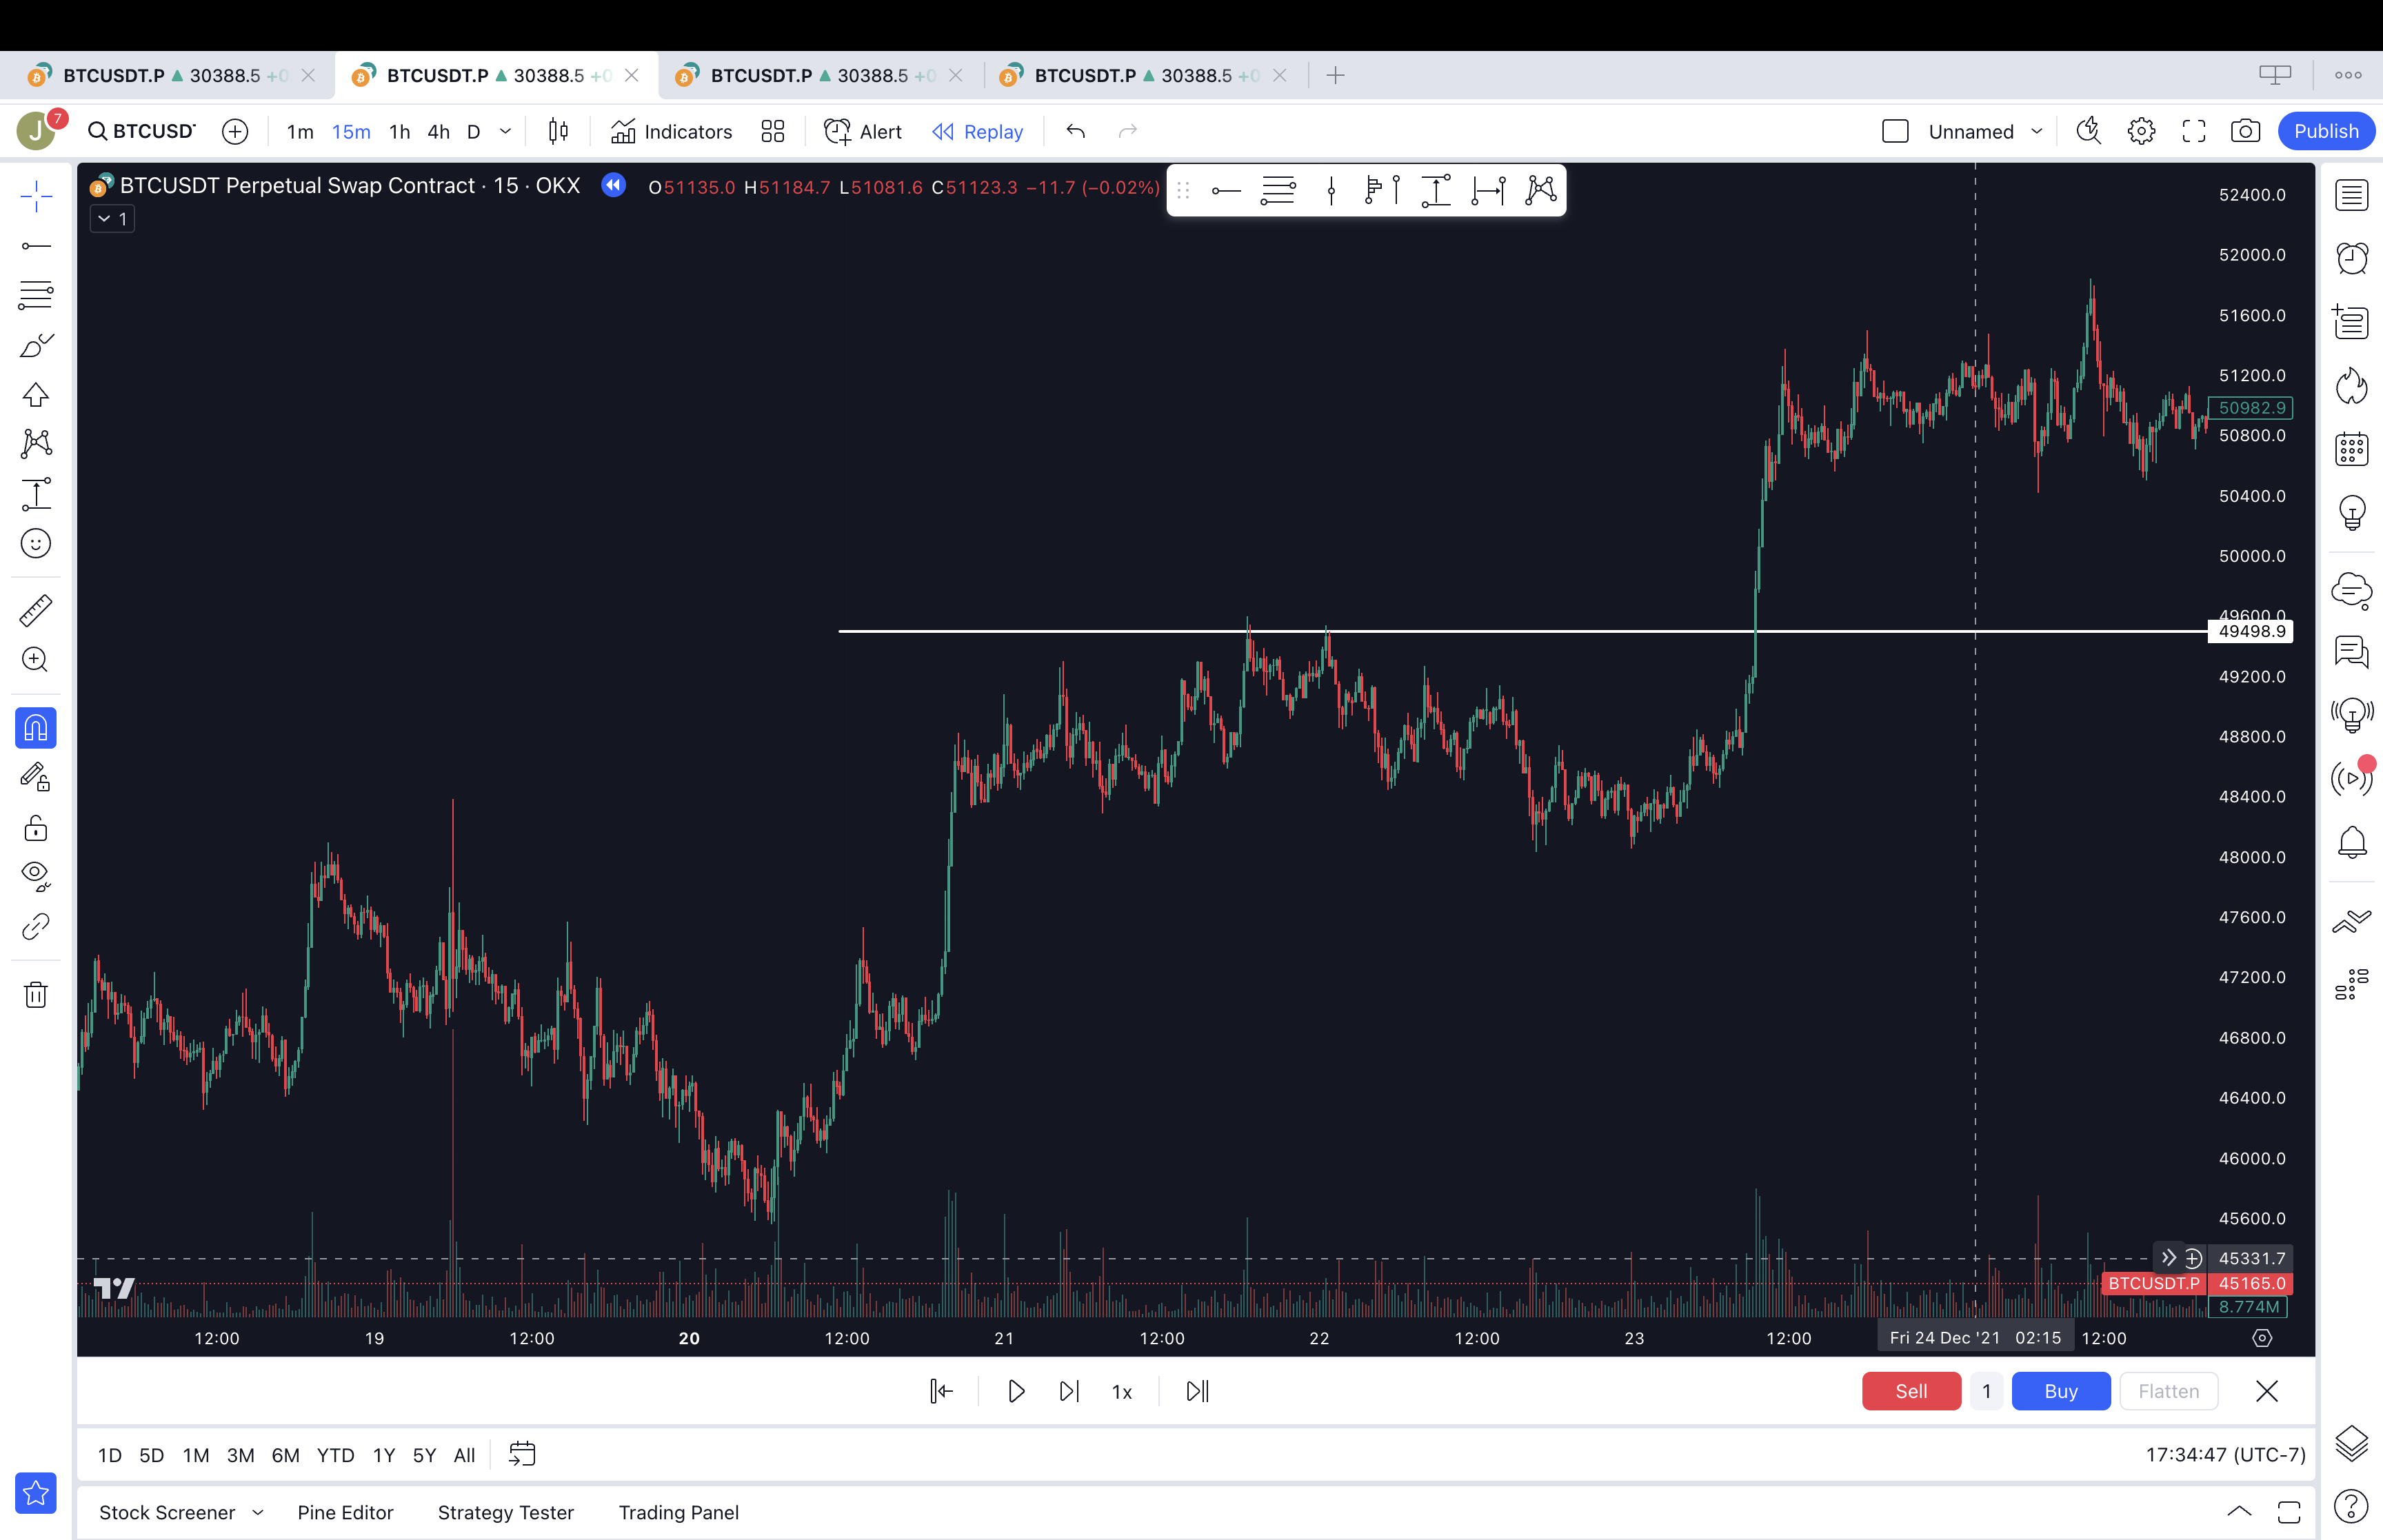 BTCUSDT.P 30388.5 +0 BTCUSDT.P 30388.5 +0 BTCUSDT.P 30388.5 +0 BTCUSDT.P 30388.5 +0
J 7 BTCUSD 1m 15m 1h 4h D Indicators Alert Replay Unnamed Publish
BTCUSDT Perpetual Swap Contract · 15 · OKX O51135.0 H51184.7 L51081.6 C51123.3 −11.7 (−0.02%)
1
52400.0
52000.0
51600.0
51200.0
50982.9
50800.0
50400.0
50000.0
49600.0
49498.9
49200.0
48800.0
48400.0
48000.0
47600.0
47200.0
46800.0
46400.0
46000.0
45600.0
45331.7
BTCUSDT.P 45165.0
8.774M
12:00 19 12:00 20 12:00 21 12:00 22 12:00 23 12:00 Fri 24 Dec '21 02:15 12:00
1x Sell 1 Buy Flatten
1D 5D 1M 3M 6M YTD 1Y 5Y All 17:34:47 (UTC-7)
Stock Screener Pine Editor Strategy Tester Trading Panel